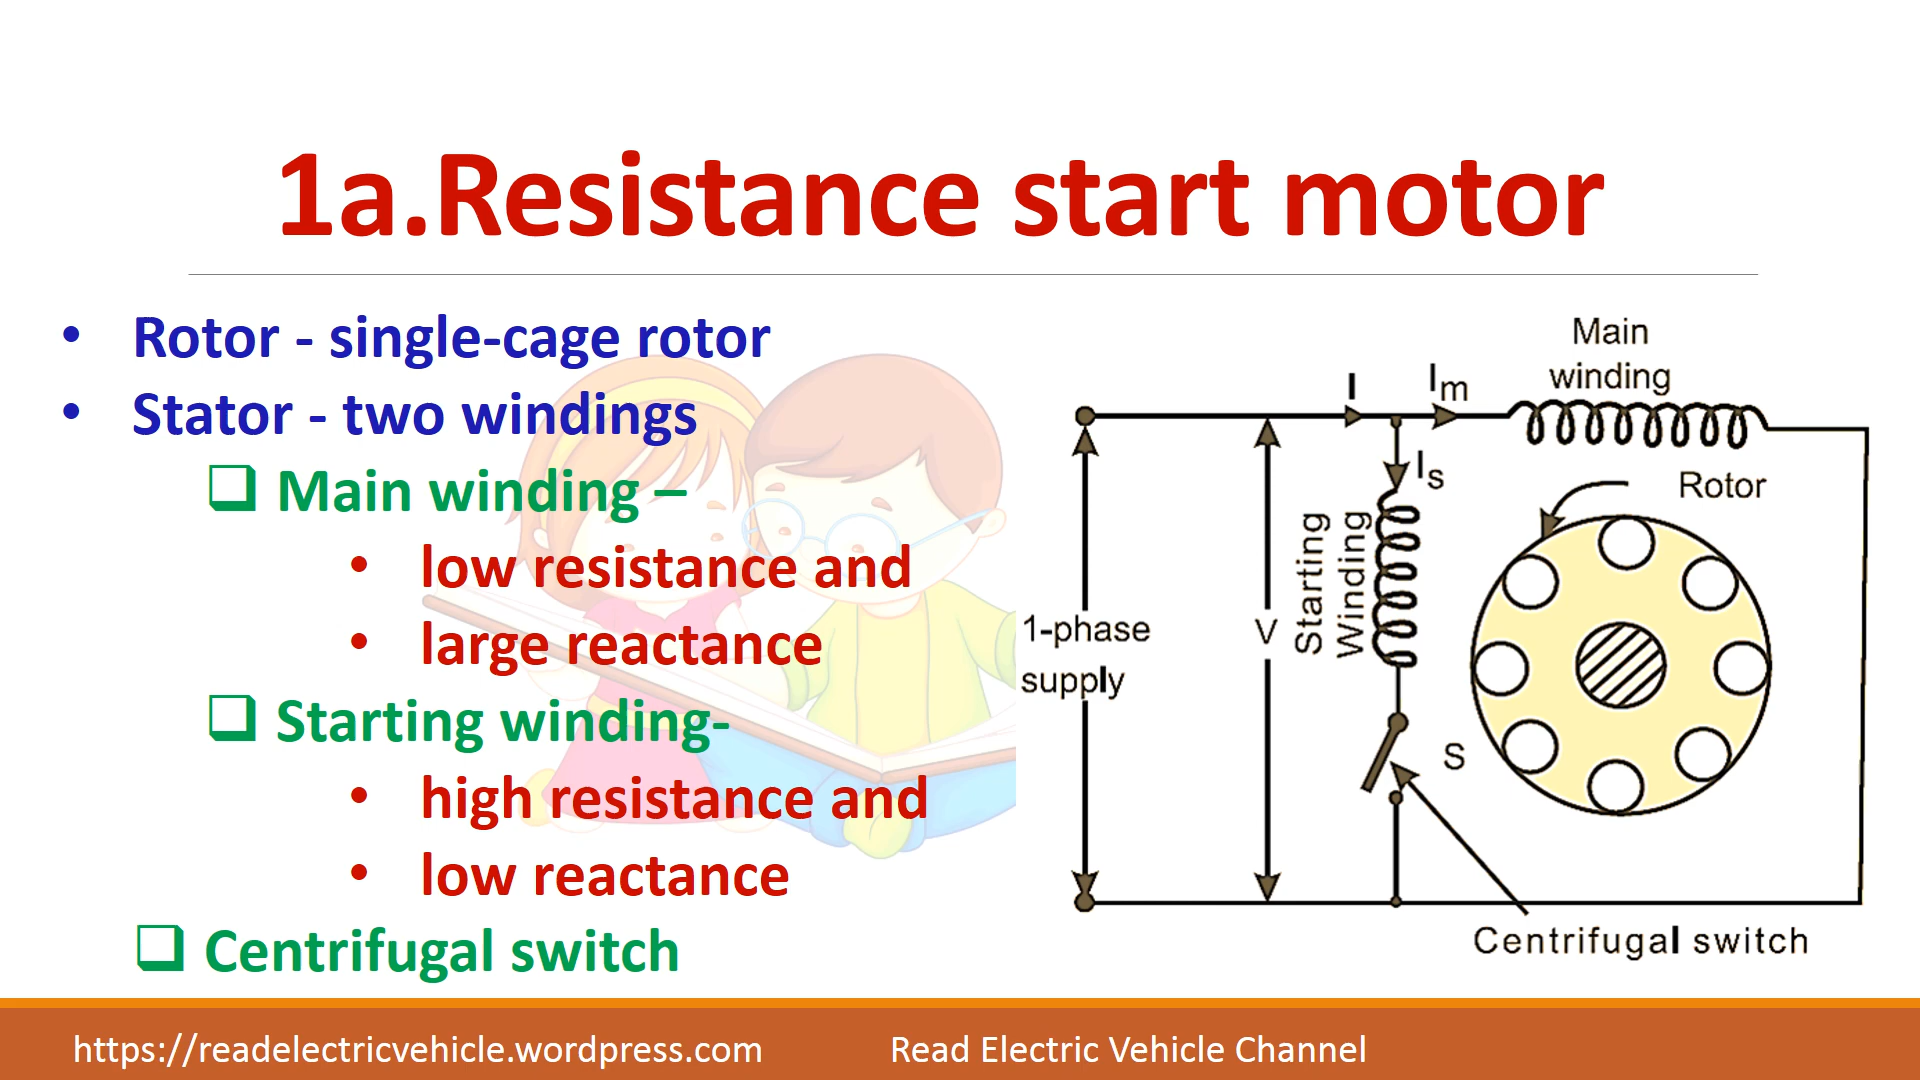 1a.Resistance start motor
• Rotor - single-cage rotor
• Stator - two windings
❑ Main winding –
• low resistance and
• large reactance
❑ Starting winding-
• high resistance and
• low reactance
❑ Centrifugal switch
Main
winding
I
Im
Is
Rotor
Starting
Winding
1-phase
supply
V
S
Centrifugal switch
https://readelectricvehicle.wordpress.com
Read Electric Vehicle Channel